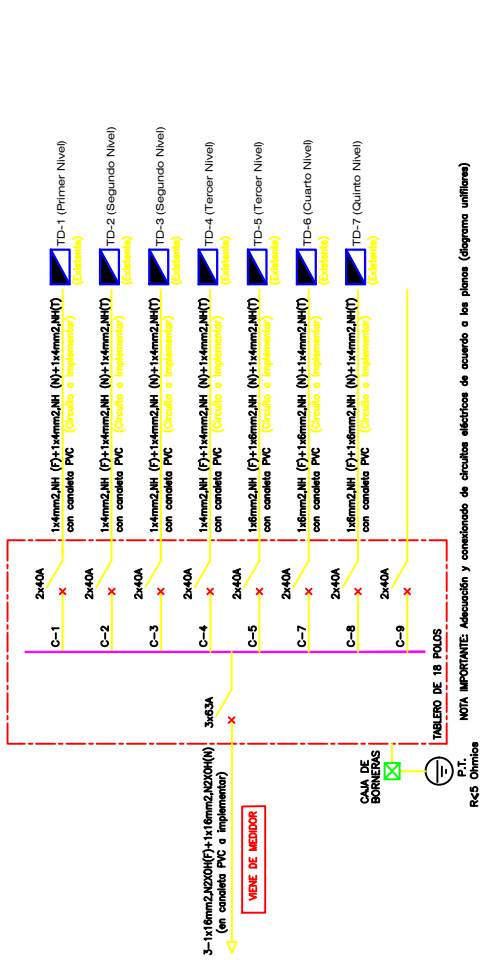 3-1x16mm2,N2XOH(F)+1x16mm2,N2XOH(N)
(en canaleta PVC a implementar)
VIENE DE MEDIDOR
3x63A
C-1
2x40A
1x4mm2,NH (F)+1x4mm2,NH (N)+1x4mm2,NH(T)
con canaleta PVC (Circuito a implementar)
TD-1 (Primer Nivel)
(Existente)
C-2
2x40A
1x4mm2,NH (F)+1x4mm2,NH (N)+1x4mm2,NH(T)
con canaleta PVC (Circuito a implementar)
TD-2 (Segundo Nivel)
(Existente)
C-3
2x40A
1x4mm2,NH (F)+1x4mm2,NH (N)+1x4mm2,NH(T)
con canaleta PVC (Circuito a implementar)
TD-3 (Segundo Nivel)
(Existente)
C-4
2x40A
1x4mm2,NH (F)+1x4mm2,NH (N)+1x4mm2,NH(T)
con canaleta PVC (Circuito a implementar)
TD-4 (Tercer Nivel)
(Existente)
C-5
2x40A
1x6mm2,NH (F)+1x6mm2,NH (N)+1x4mm2,NH(T)
con canaleta PVC (Circuito a implementar)
TD-5 (Tercer Nivel)
(Existente)
C-7
2x40A
1x6mm2,NH (F)+1x6mm2,NH (N)+1x4mm2,NH(T)
con canaleta PVC (Circuito a implementar)
TD-6 (Cuarto Nivel)
(Existente)
C-8
2x40A
1x6mm2,NH (F)+1x6mm2,NH (N)+1x4mm2,NH(T)
con canaleta PVC (Circuito a implementar)
TD-7 (Quinto Nivel)
(Existente)
C-9
2x40A
TABLERO DE 18 POLOS
CAJA DE
BORNERAS
P.T.
R≤5 Ohmios
NOTA IMPORTANTE: Adecuación y conexionado de circuitos eléctricos de acuerdo a los planos (diagrama unifilares)